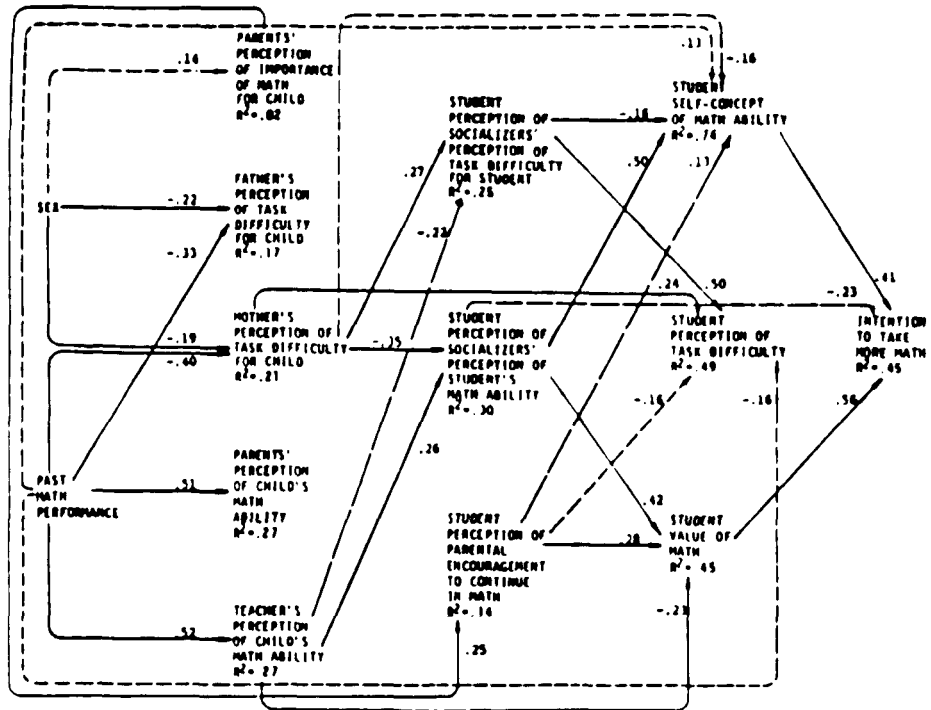 PARENTS'
PERCEPTION
OF IMPORTANCE
OF MATH
FOR CHILD
R²=.02
.14
.13
-.16
STUDENT
SELF-CONCEPT
OF MATH ABILITY
R²=.74
STUDENT
PERCEPTION OF
SOCIALIZERS'
PERCEPTION OF
TASK DIFFICULTY
FOR STUDENT
R²=.28
-.16
.27
.50
.13
SEX
-.22
FATHER'S
PERCEPTION
OF TASK
DIFFICULTY
FOR CHILD
R²=.17
-.33
-.22
.24
.50
-.23
.41
-.19
-.40
MOTHER'S
PERCEPTION OF
TASK DIFFICULTY
FOR CHILD
R²=.21
-.35
STUDENT
PERCEPTION OF
SOCIALIZERS'
PERCEPTION OF
STUDENT'S
MATH ABILITY
R²=.30
STUDENT
PERCEPTION OF
TASK DIFFICULTY
R²=.49
INTENTION
TO TAKE
MORE MATH
R²=.45
-.16
-.16
.56
.26
PAST
MATH
PERFORMANCE
.51
PARENTS'
PERCEPTION
OF CHILD'S
MATH
ABILITY
R²=.27
.42
STUDENT
PERCEPTION OF
PARENTAL
ENCOURAGEMENT
TO CONTINUE
IN MATH
R²=.14
.28
STUDENT
VALUE OF
MATH
R²=.45
.52
TEACHER'S
PERCEPTION
OF CHILD'S
MATH ABILITY
R²=.27
.25
-.23